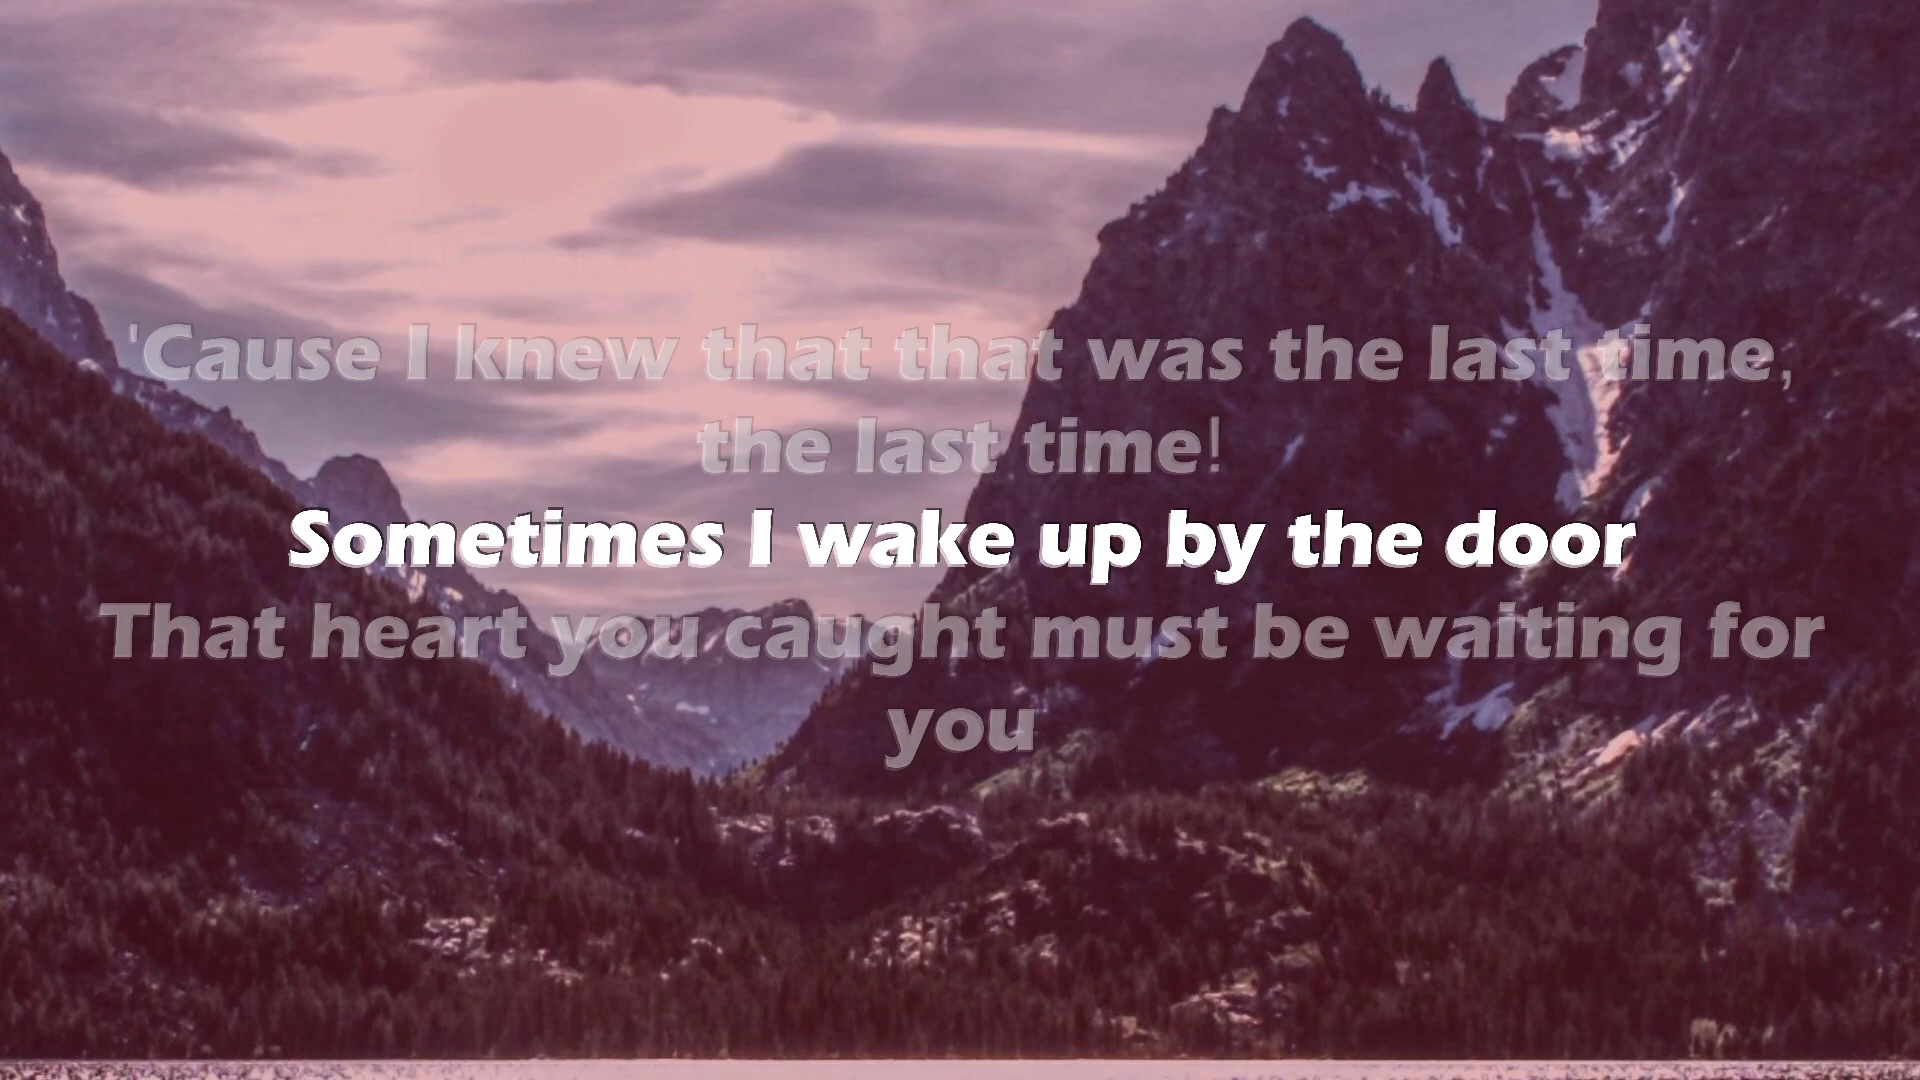 'Cause I knew that that was the last time,
the last time!
Sometimes I wake up by the door
That heart you caught must be waiting for
you